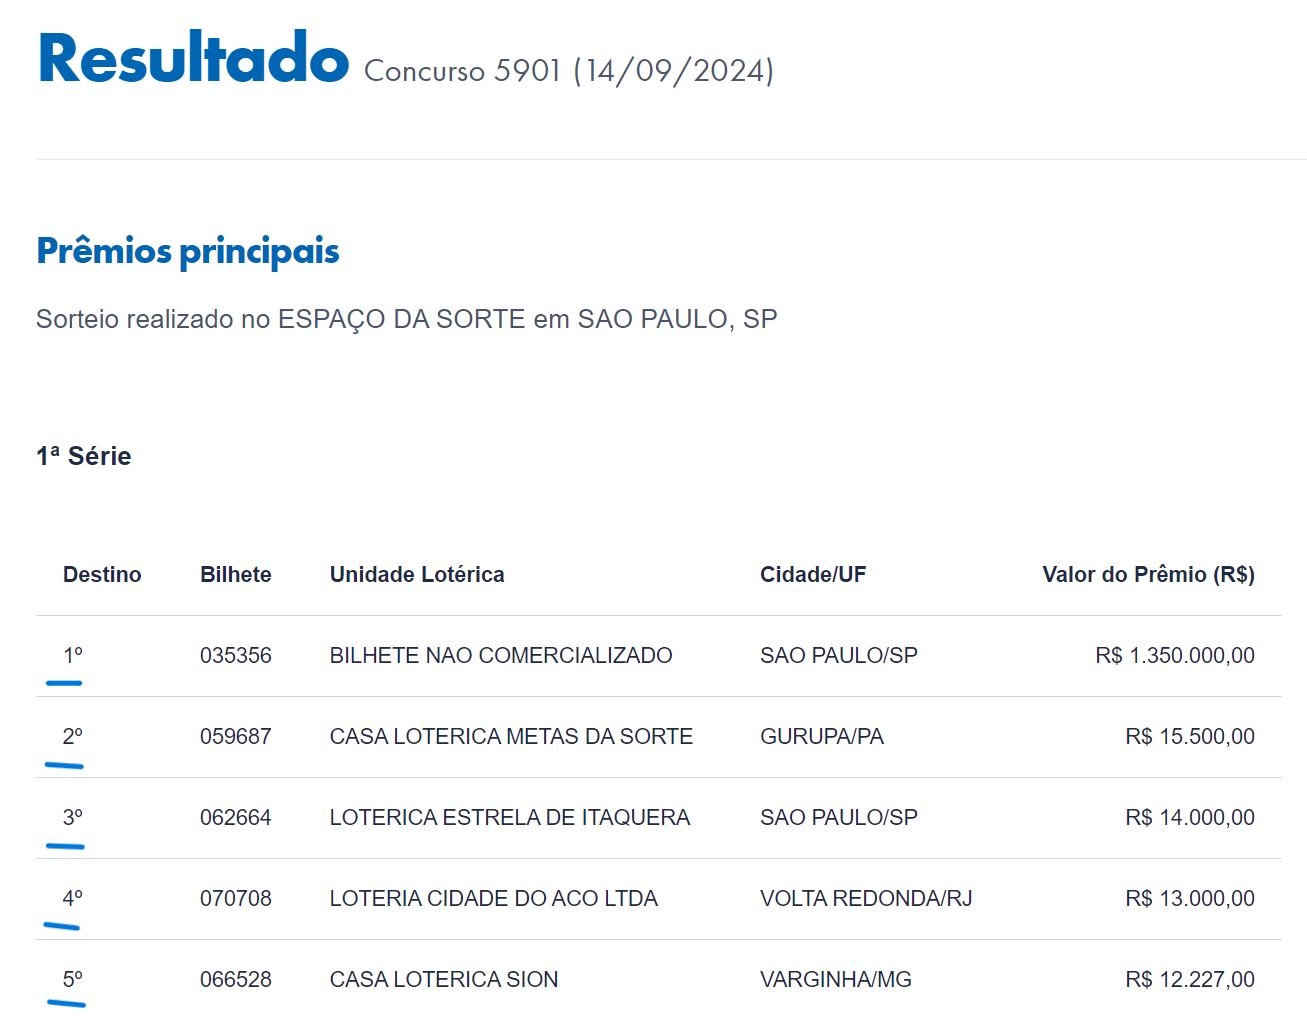 Resultado Concurso 5901 (14/09/2024)
Prêmios principais
Sorteio realizado no ESPAÇO DA SORTE em SAO PAULO, SP
1ª Série
Destino Bilhete Unidade Lotérica Cidade/UF Valor do Prêmio (R$)
1º 035356 BILHETE NAO COMERCIALIZADO SAO PAULO/SP R$ 1.350.000,00
2º 059687 CASA LOTERICA METAS DA SORTE GURUPA/PA R$ 15.500,00
3º 062664 LOTERICA ESTRELA DE ITAQUERA SAO PAULO/SP R$ 14.000,00
4º 070708 LOTERIA CIDADE DO ACO LTDA VOLTA REDONDA/RJ R$ 13.000,00
5º 066528 CASA LOTERICA SION VARGINHA/MG R$ 12.227,00